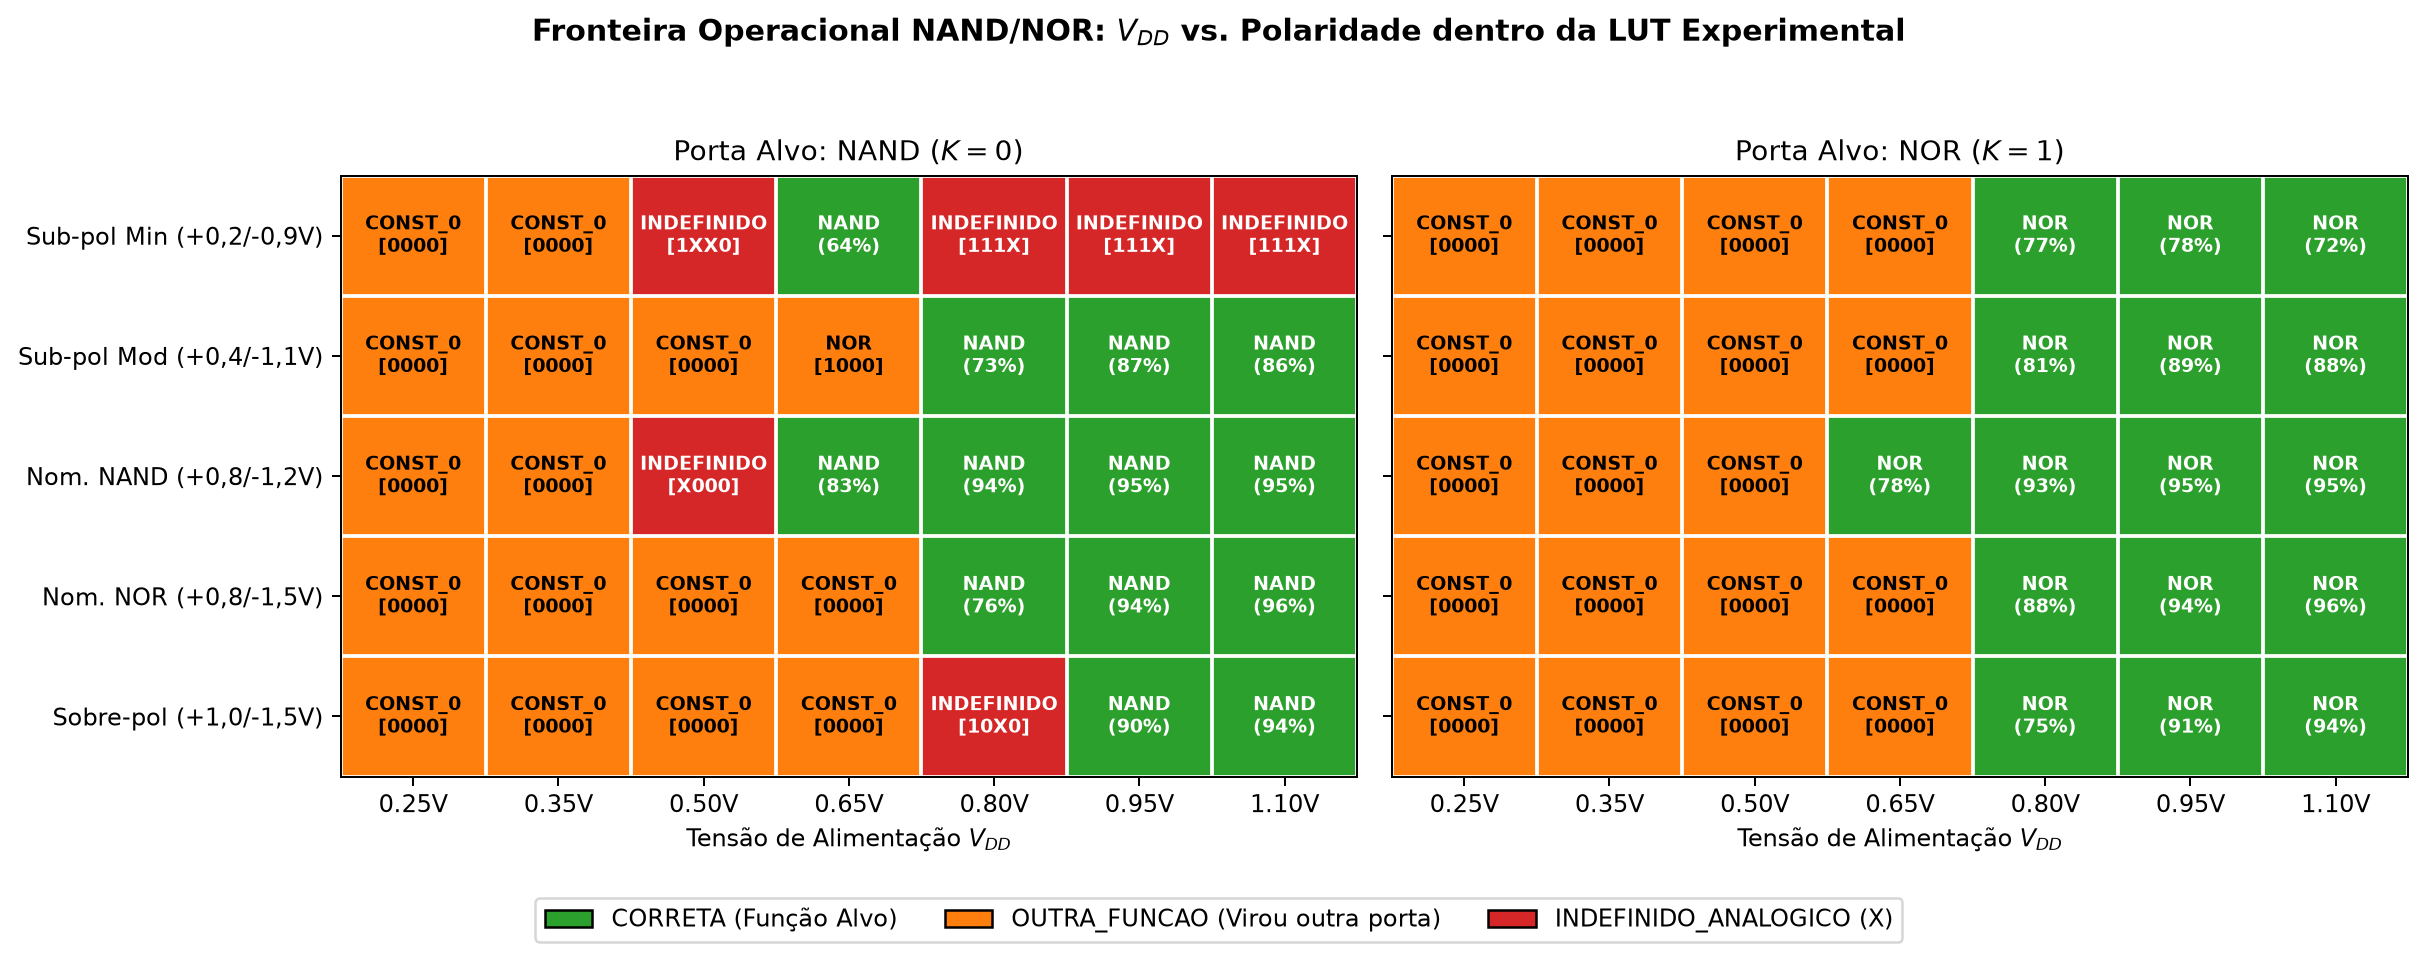 Fronteira Operacional NAND/NOR: V_DD vs. Polaridade dentro da LUT Experimental
Porta Alvo: NAND (K = 0)
Sub-pol Min (+0,2/-0,9V)
CONST_0 CONST_0 INDEFINIDO NAND INDEFINIDO INDEFINIDO INDEFINIDO
[0000] [0000] [1XX0] (64%) [111X] [111X] [111X]
Sub-pol Mod (+0,4/-1,1V)
CONST_0 CONST_0 CONST_0 NOR NAND NAND NAND
[0000] [0000] [0000] [1000] (73%) (87%) (86%)
Nom. NAND (+0,8/-1,2V)
CONST_0 CONST_0 INDEFINIDO NAND NAND NAND NAND
[0000] [0000] [X000] (83%) (94%) (95%) (95%)
Nom. NOR (+0,8/-1,5V)
CONST_0 CONST_0 CONST_0 CONST_0 NAND NAND NAND
[0000] [0000] [0000] [0000] (76%) (94%) (96%)
Sobre-pol (+1,0/-1,5V)
CONST_0 CONST_0 CONST_0 CONST_0 INDEFINIDO NAND NAND
[0000] [0000] [0000] [0000] [10X0] (90%) (94%)
0.25V 0.35V 0.50V 0.65V 0.80V 0.95V 1.10V
Tensão de Alimentação V_DD
Porta Alvo: NOR (K = 1)
CONST_0 CONST_0 CONST_0 CONST_0 NOR NOR NOR
[0000] [0000] [0000] [0000] (77%) (78%) (72%)
CONST_0 CONST_0 CONST_0 CONST_0 NOR NOR NOR
[0000] [0000] [0000] [0000] (81%) (89%) (88%)
CONST_0 CONST_0 CONST_0 NOR NOR NOR NOR
[0000] [0000] [0000] (78%) (93%) (95%) (95%)
CONST_0 CONST_0 CONST_0 CONST_0 NOR NOR NOR
[0000] [0000] [0000] [0000] (88%) (94%) (96%)
CONST_0 CONST_0 CONST_0 CONST_0 NOR NOR NOR
[0000] [0000] [0000] [0000] (75%) (91%) (94%)
0.25V 0.35V 0.50V 0.65V 0.80V 0.95V 1.10V
Tensão de Alimentação V_DD
CORRETA (Função Alvo)
OUTRA_FUNCAO (Virou outra porta)
INDEFINIDO_ANALOGICO (X)